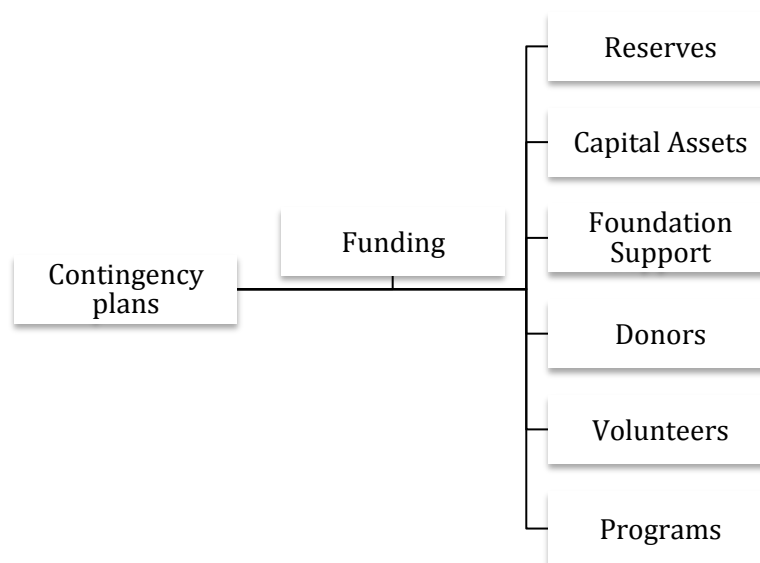 Contingency
plans
Funding
Reserves
Capital Assets
Foundation
Support
Donors
Volunteers
Programs